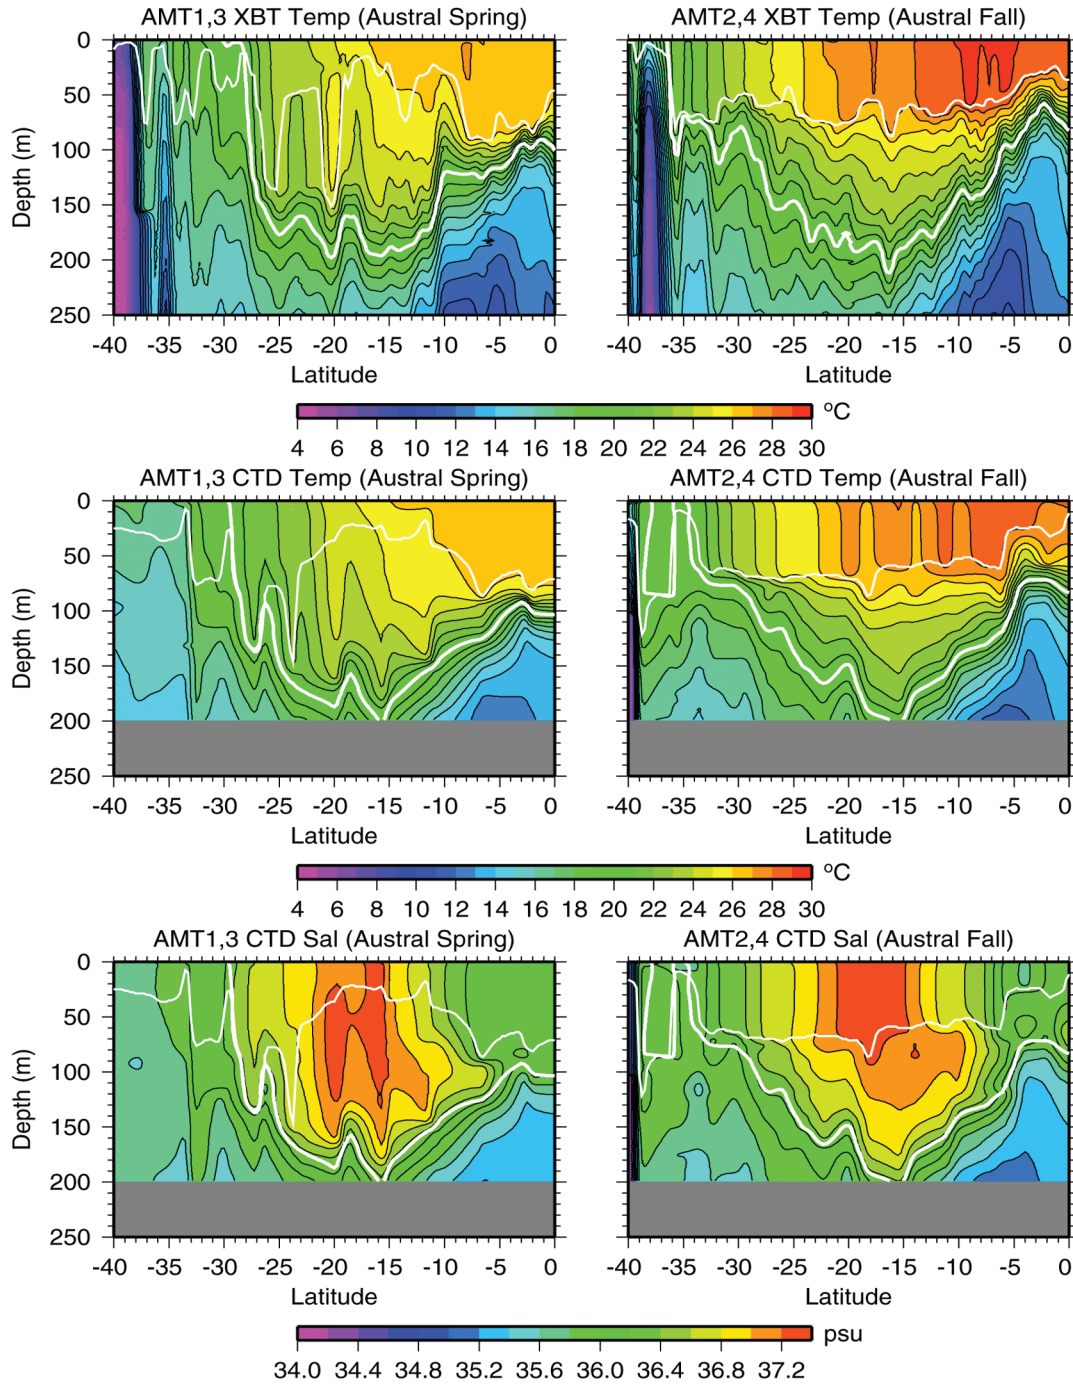 AMT1,3 XBT Temp (Austral Spring)
AMT2,4 XBT Temp (Austral Fall)
0
50
100
150
200
250
Depth (m)
-40 -35 -30 -25 -20 -15 -10 -5 0
-40 -35 -30 -25 -20 -15 -10 -5 0
Latitude
Latitude
ºC
4 6 8 10 12 14 16 18 20 22 24 26 28 30
AMT1,3 CTD Temp (Austral Spring)
AMT2,4 CTD Temp (Austral Fall)
0
50
100
150
200
250
Depth (m)
-40 -35 -30 -25 -20 -15 -10 -5 0
-40 -35 -30 -25 -20 -15 -10 -5 0
Latitude
Latitude
ºC
4 6 8 10 12 14 16 18 20 22 24 26 28 30
AMT1,3 CTD Sal (Austral Spring)
AMT2,4 CTD Sal (Austral Fall)
0
50
100
150
200
250
Depth (m)
-40 -35 -30 -25 -20 -15 -10 -5 0
-40 -35 -30 -25 -20 -15 -10 -5 0
Latitude
Latitude
psu
34.0 34.4 34.8 35.2 35.6 36.0 36.4 36.8 37.2